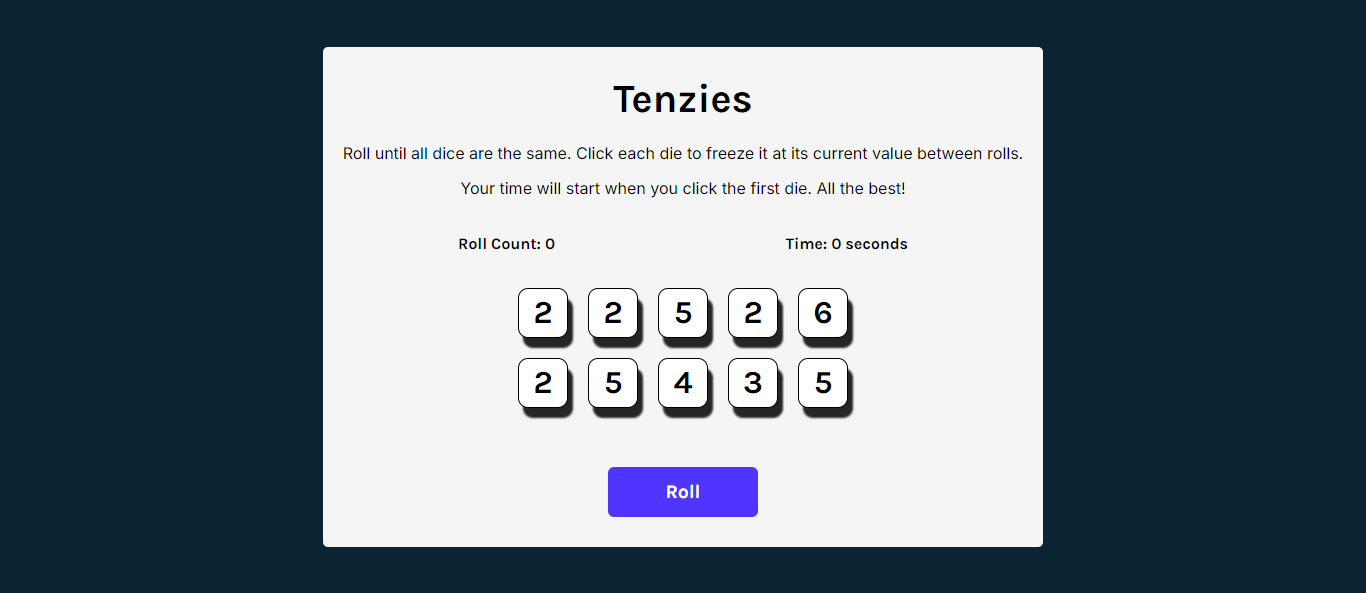 Tenzies
Roll until all dice are the same. Click each die to freeze it at its current value between rolls.
Your time will start when you click the first die. All the best!
Roll Count: 0 Time: 0 seconds
2 2 5 2 6
2 5 4 3 5
Roll